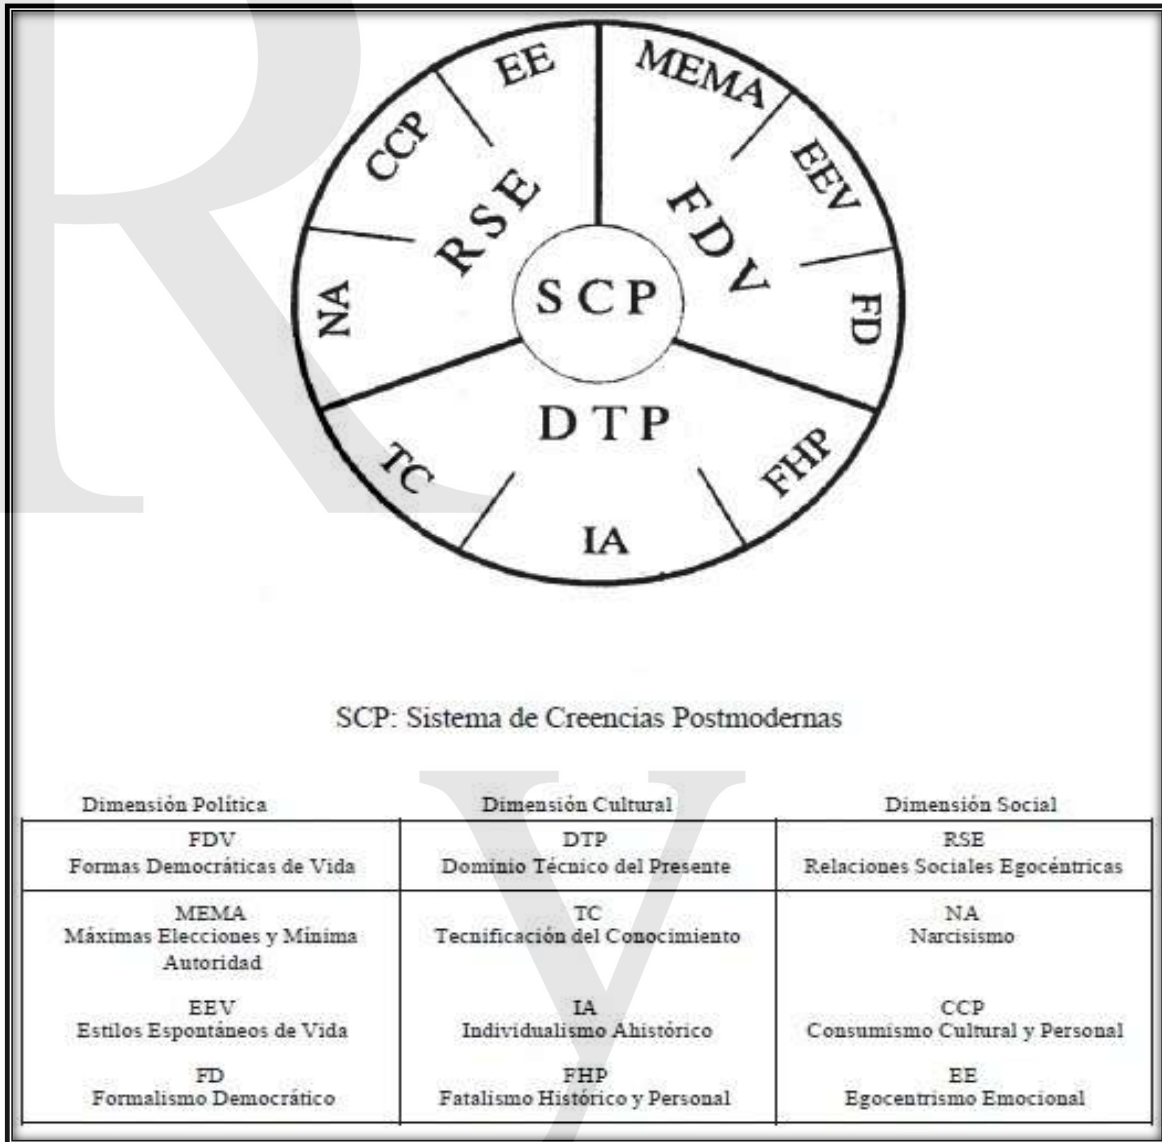 EE
MEMA
CCP
EEV
RSE
FDV
NA
SCP
FD
DTP
TC
FHP
IA
SCP: Sistema de Creencias Postmodernas
Dimensión Política Dimensión Cultural Dimensión Social
FDV DTP RSE
Formas Democráticas de Vida Dominio Técnico del Presente Relaciones Sociales Egocéntricas
MEMA TC NA
Máximas Elecciones y Mínima Tecnificación del Conocimiento Narcisismo
Autoridad
EEV IA CCP
Estilos Espontáneos de Vida Individualismo Ahistórico Consumismo Cultural y Personal
FD FHP EE
Formalismo Democrático Fatalismo Histórico y Personal Egocentrismo Emocional
R
y